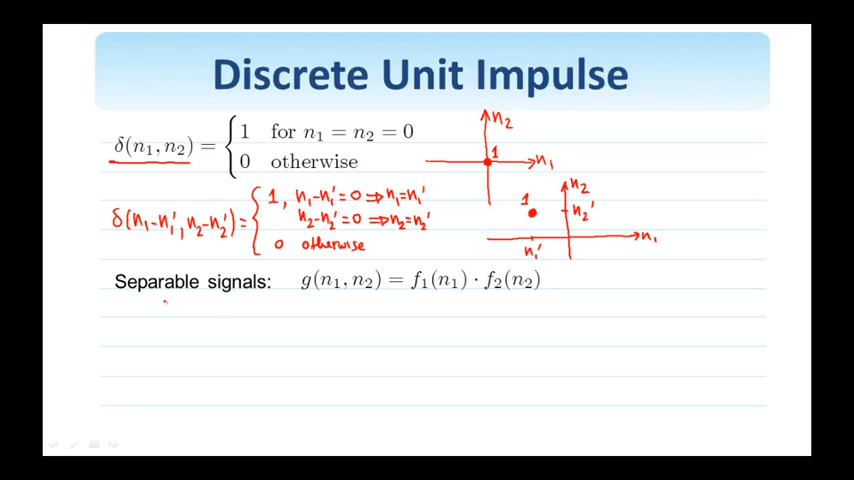 Discrete Unit Impulse
δ(n₁, n₂) = { 1 for n₁ = n₂ = 0
0 otherwise
n₂
1
n₁
δ(n₁-n₁', n₂-n₂') = { 1, n₁-n₁'=0 ⇒ n₁=n₁'
n₂-n₂'=0 ⇒ n₂=n₂'
0 otherwise
n₂
1
n₂'
n₁'
n₁
Separable signals: g(n₁, n₂) = f₁(n₁) · f₂(n₂)